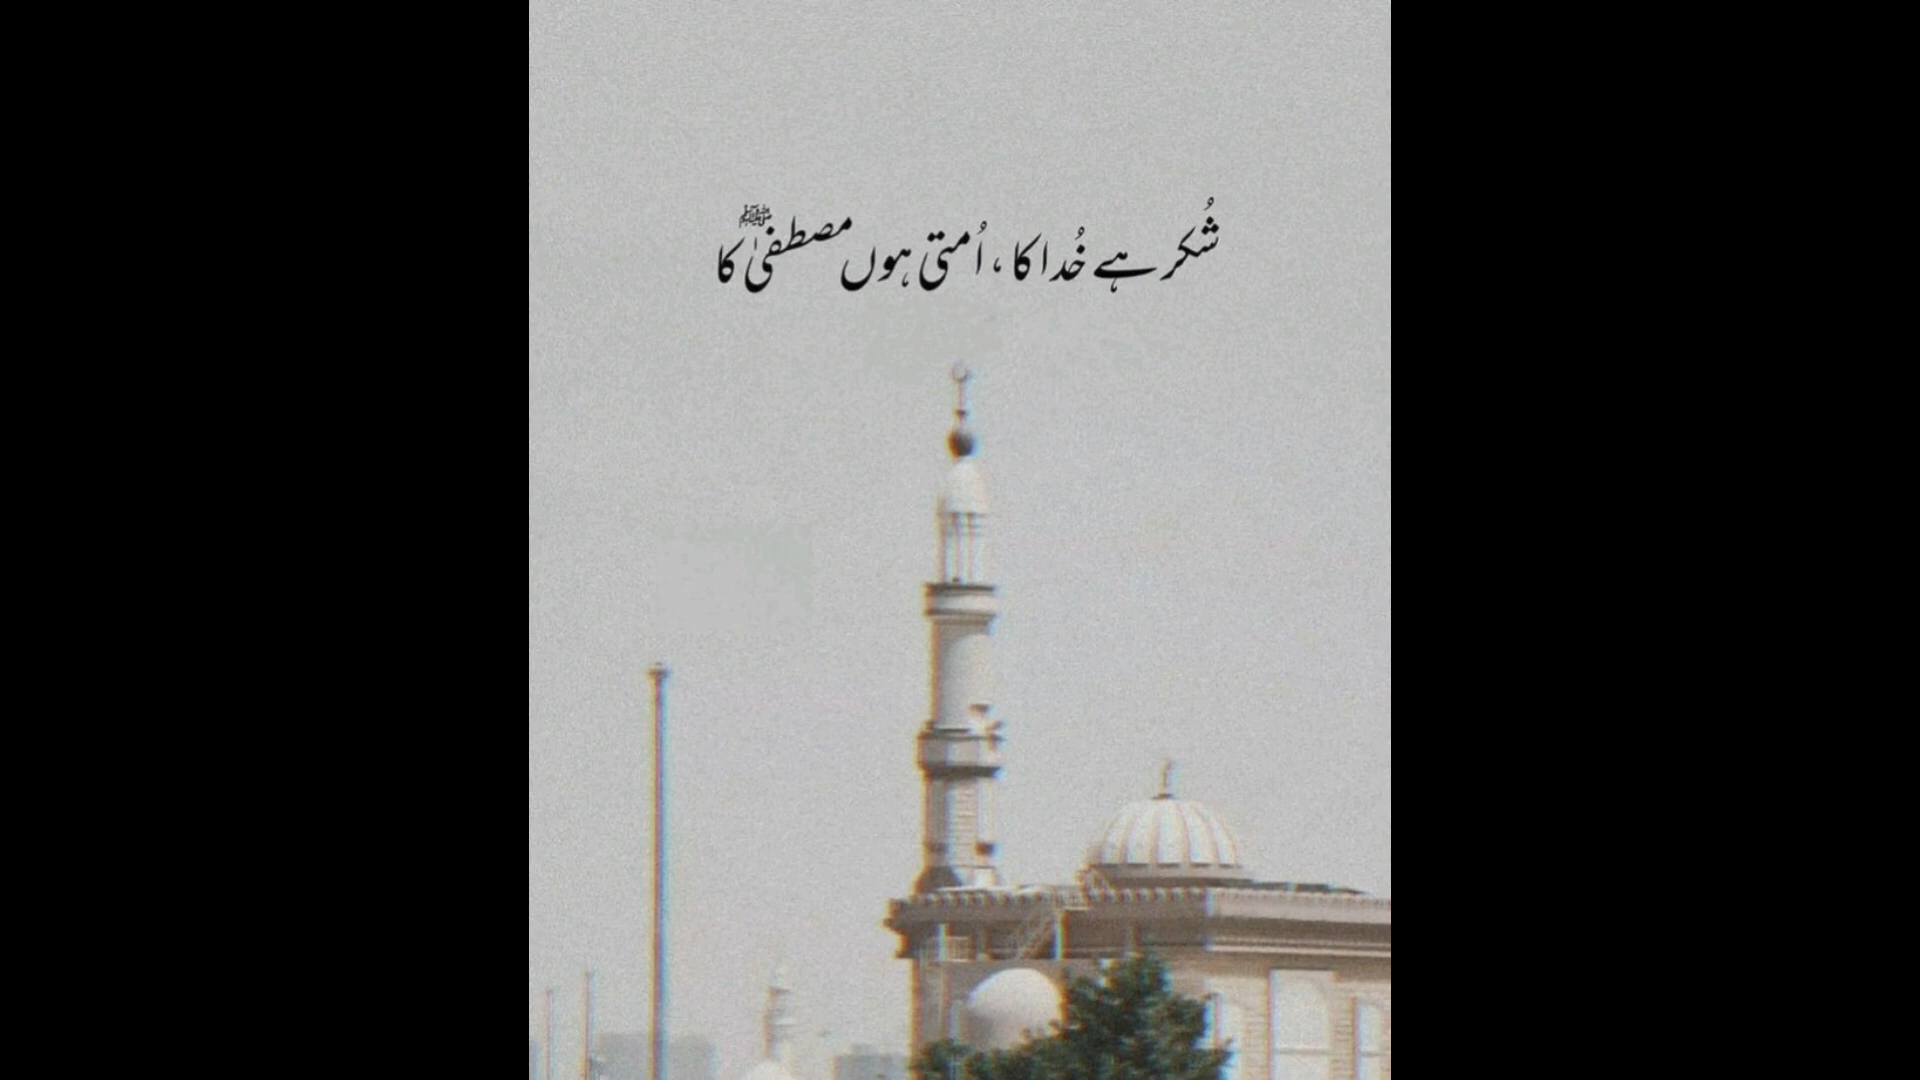 شُکر ہے خُدا کا، اُمتی ہوں مصطفیٰ ﷺ کا